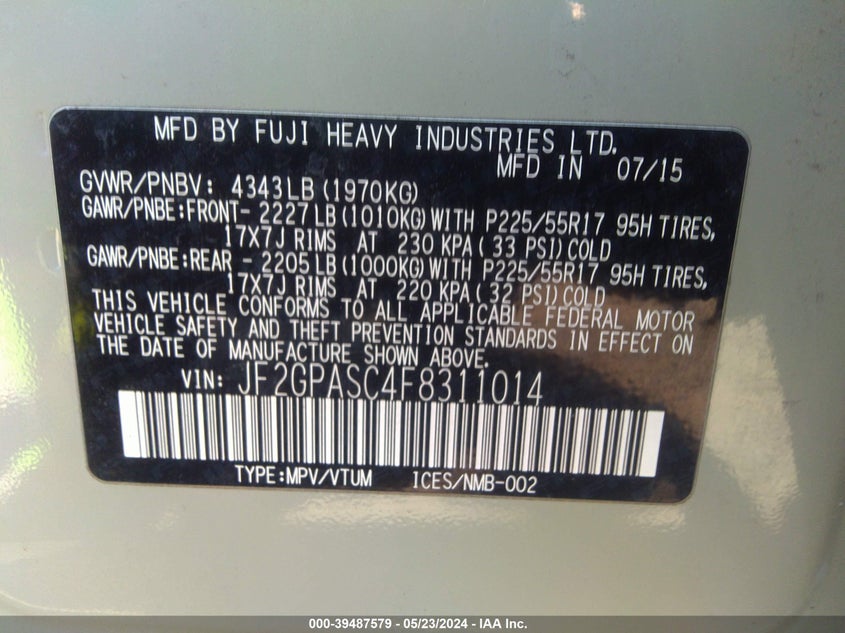 MFD BY FUJI HEAVY INDUSTRIES LTD.
MFD IN 07/15
GVWR/PNBV: 4343LB (1970KG)
GAWR/PNBE:FRONT- 2227LB (1010KG) WITH P225/55R17 95H TIRES,
17X7J RIMS AT 230 KPA( 33 PSI) COLD
GAWR/PNBE:REAR - 2205LB (1000KG) WITH P225/55R17 95H TIRES,
17X7J RIMS AT 220 KPA( 32 PSI) COLD
THIS VEHICLE CONFORMS TO ALL APPLICABLE FEDERAL MOTOR
VEHICLE SAFETY AND THEFT PREVENTION STANDARDS IN EFFECT ON
THE DATE OF MANUFACTURE SHOWN ABOVE.
VIN: JF2GPASC4F8311014
TYPE:MPV/VTUM ICES/NMB-002
000-39487579 - 05/23/2024 - IAA Inc.